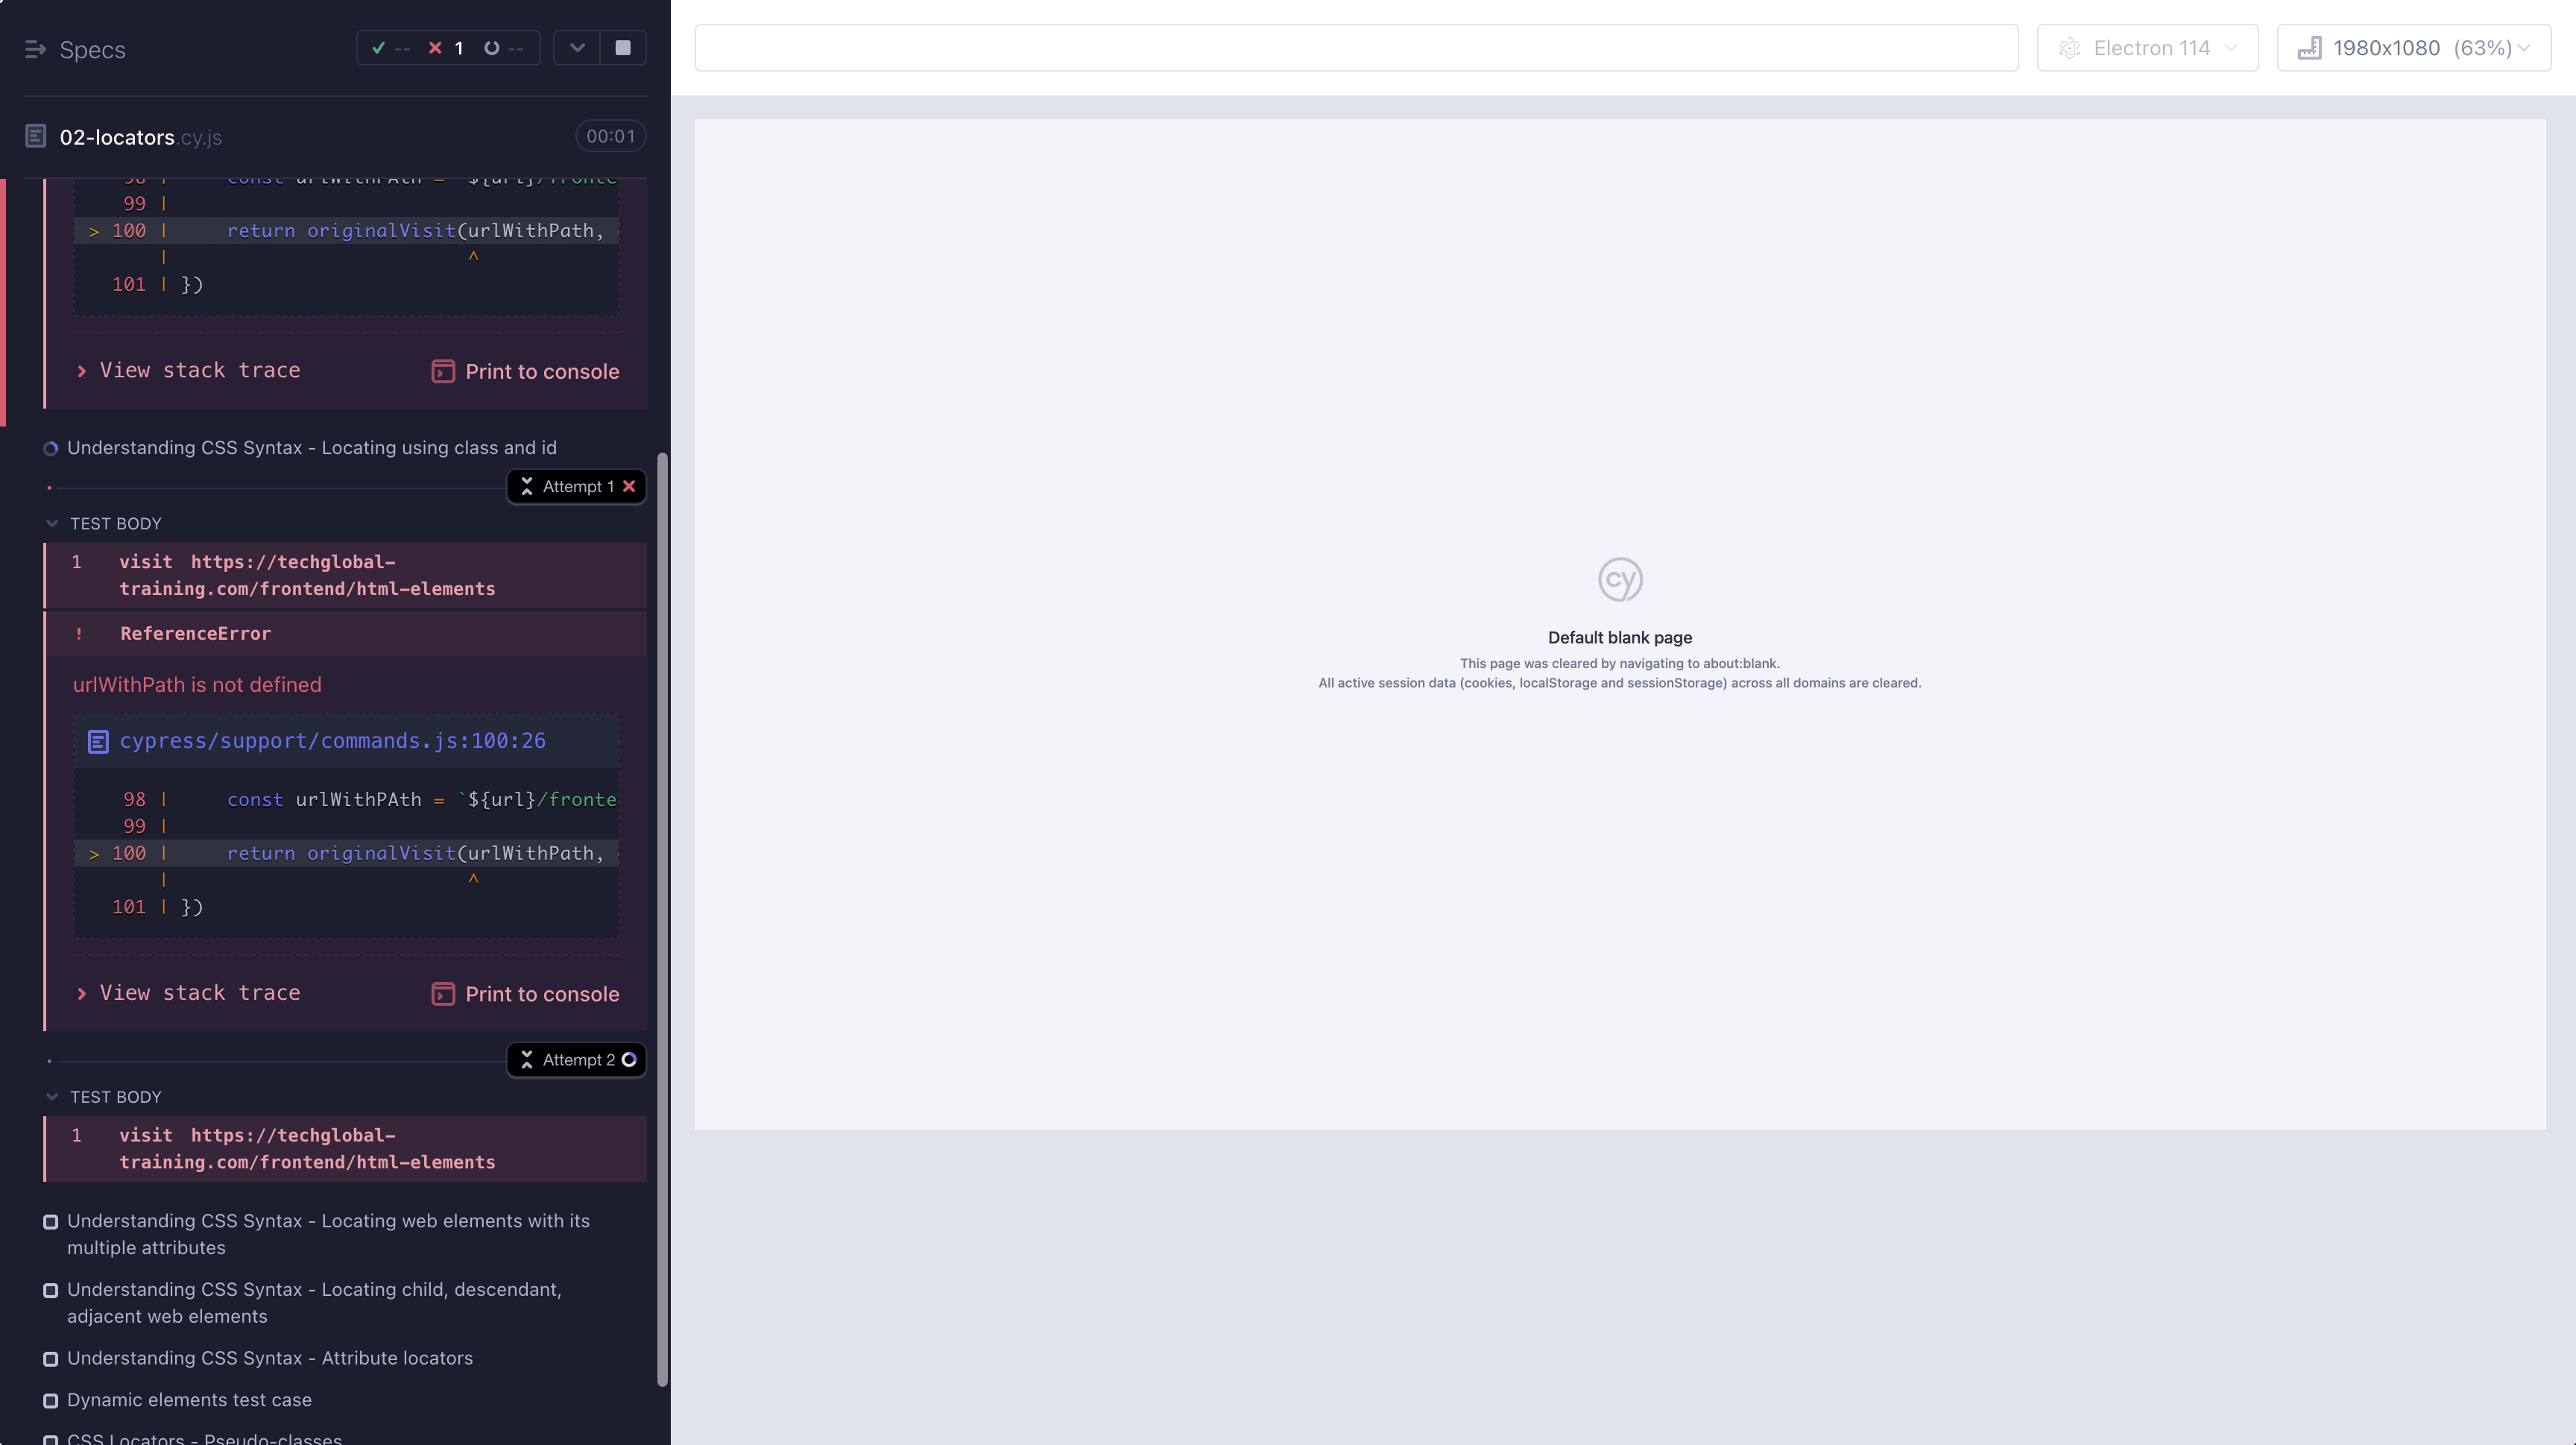 Specs
-- 1 --
02-locators.cy.js 00:01
98 | const urlWithPAth = `${url}/fronte
99 |
> 100 | return originalVisit(urlWithPath,
| ^
101 | })
View stack trace Print to console
Understanding CSS Syntax - Locating using class and id
Attempt 1
TEST BODY
1 visit https://techglobal-
training.com/frontend/html-elements
! ReferenceError
urlWithPath is not defined
cypress/support/commands.js:100:26
98 | const urlWithPAth = `${url}/fronte
99 |
> 100 | return originalVisit(urlWithPath,
| ^
101 | })
View stack trace Print to console
Attempt 2
TEST BODY
1 visit https://techglobal-
training.com/frontend/html-elements
Understanding CSS Syntax - Locating web elements with its
multiple attributes
Understanding CSS Syntax - Locating child, descendant,
adjacent web elements
Understanding CSS Syntax - Attribute locators
Dynamic elements test case
CSS Locators - Pseudo-classes
Electron 114
1980x1080 (63%)
cy
Default blank page
This page was cleared by navigating to about:blank.
All active session data (cookies, localStorage and sessionStorage) across all domains are cleared.